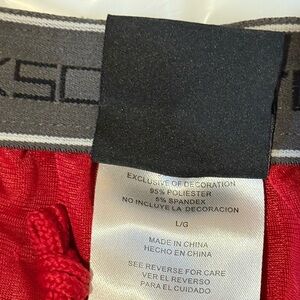 KSC
EXCLUSIVE OF DECORATION
95% POLIESTER
5% SPANDEX
NO INCLUYE LA DECORACION
L/G
MADE IN CHINA
HECHO EN CHINA
SEE REVERSE FOR CARE
VER EL REVERSO
PARA EL CUIDADO